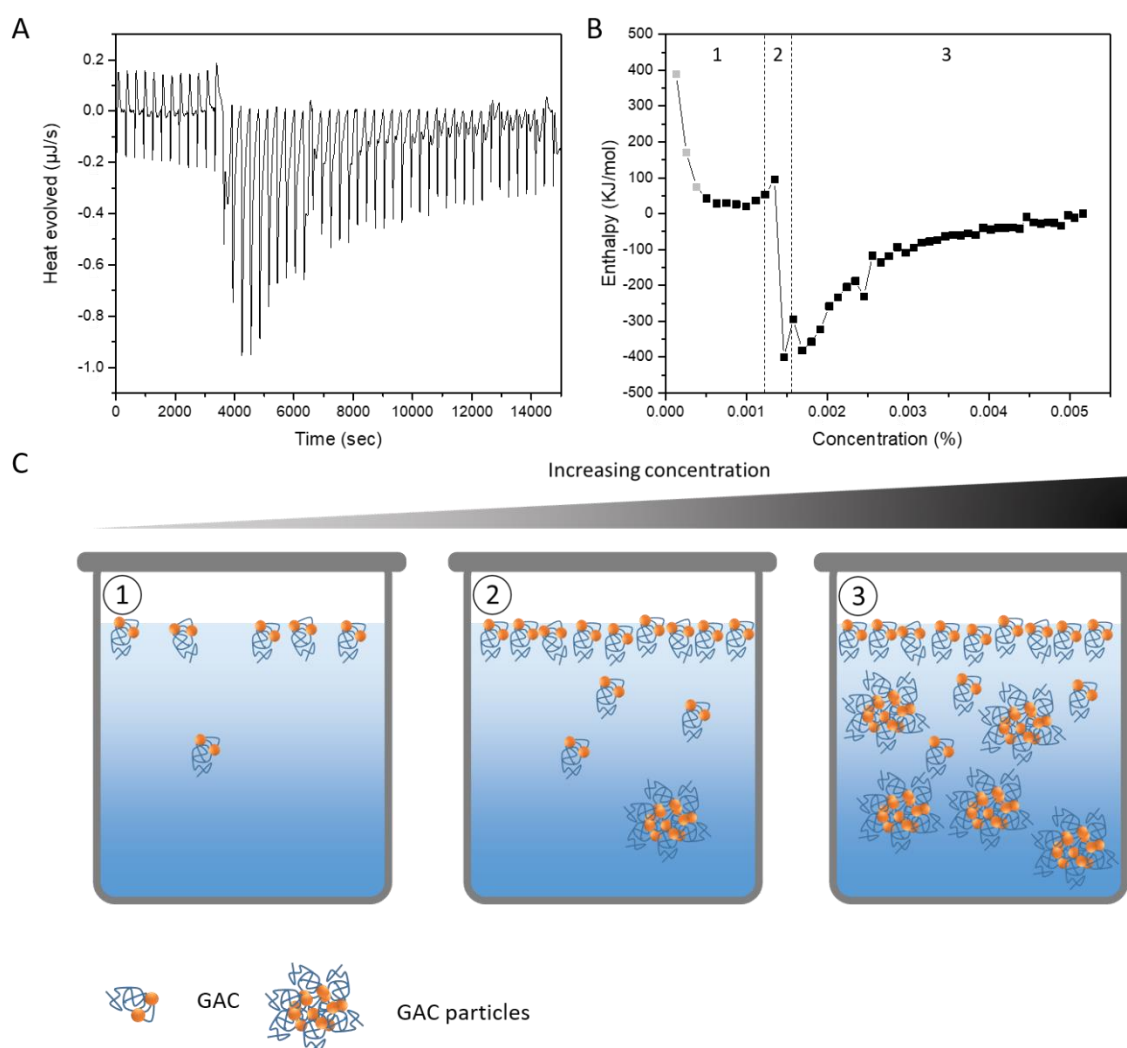 A
0.2
0.0
-0.2
-0.4
-0.6
-0.8
-1.0
Heat evolved (µJ/s)
0 2000 4000 6000 8000 10000 12000 14000
Time (sec)
B
500
400
300
200
100
0
-100
-200
-300
-400
-500
Enthalpy (KJ/mol)
1 2 3
0.000 0.001 0.002 0.003 0.004 0.005
Concentration (%)
C
Increasing concentration
1 2 3
GAC GAC particles